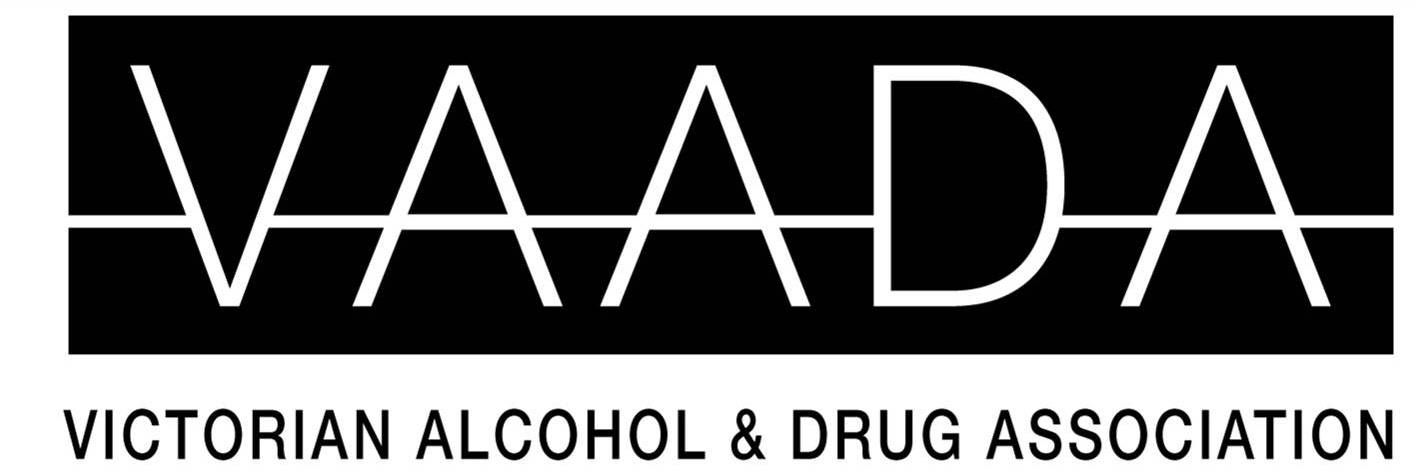 VAADA
VICTORIAN ALCOHOL & DRUG ASSOCIATION